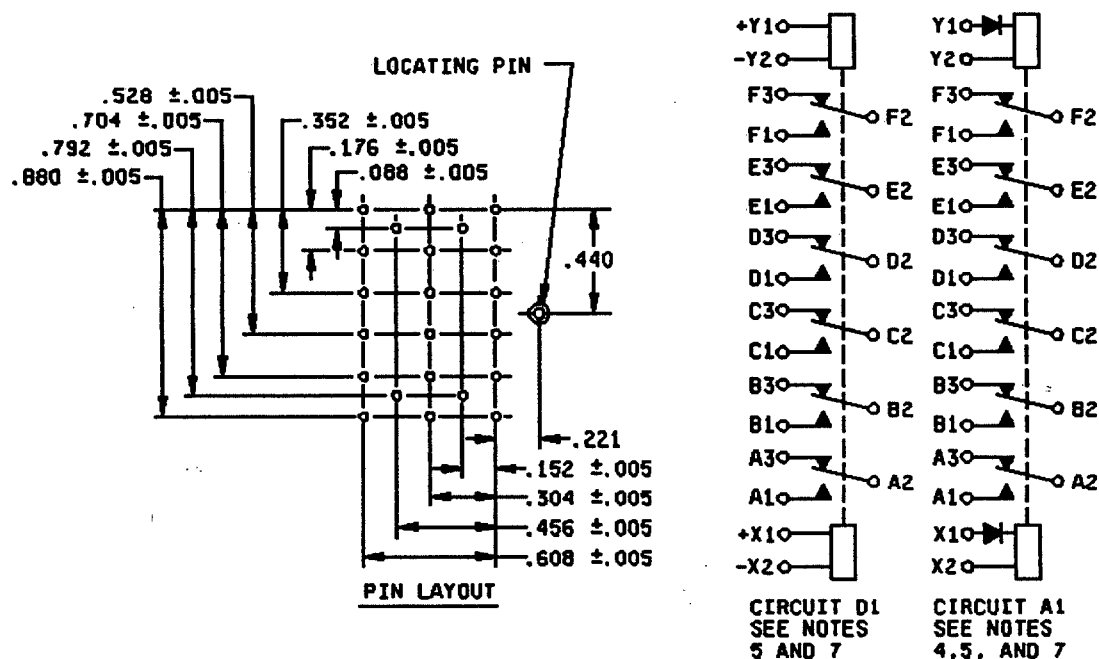 LOCATING PIN
.528 ±.005
.704 ±.005
.792 ±.005
.880 ±.005
.352 ±.005
.176 ±.005
.088 ±.005
.440
.221
.152 ±.005
.304 ±.005
.456 ±.005
.608 ±.005
PIN LAYOUT
+Y1
-Y2
F3
F2
F1
E3
E2
E1
D3
D2
D1
C3
C2
C1
B3
B2
B1
A3
A2
A1
+X1
-X2
CIRCUIT D1
SEE NOTES
5 AND 7
Y1
Y2
F3
F2
F1
E3
E2
E1
D3
D2
D1
C3
C2
C1
B3
B2
B1
A3
A2
A1
X1
X2
CIRCUIT A1
SEE NOTES
4,5, AND 7